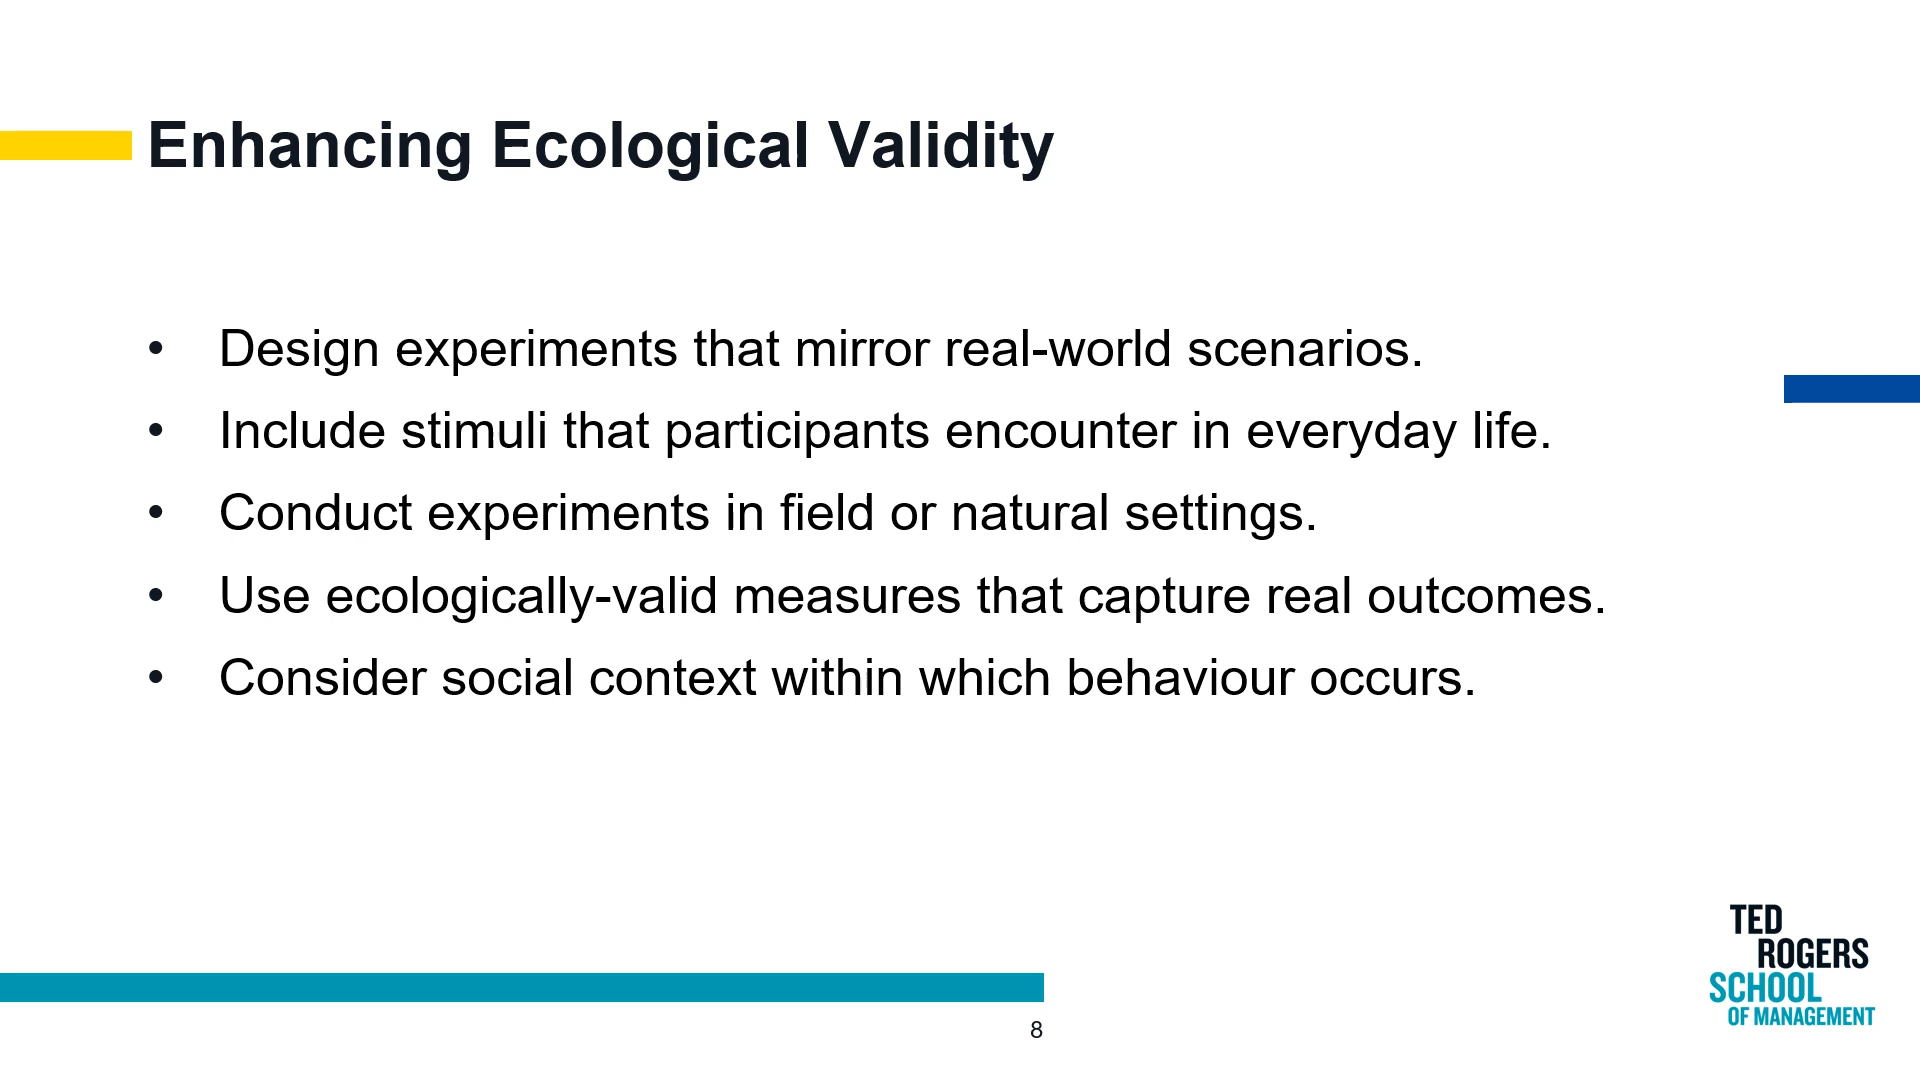 Enhancing Ecological Validity
• Design experiments that mirror real-world scenarios.
• Include stimuli that participants encounter in everyday life.
• Conduct experiments in field or natural settings.
• Use ecologically-valid measures that capture real outcomes.
• Consider social context within which behaviour occurs.
TED
ROGERS
SCHOOL
OF MANAGEMENT
8